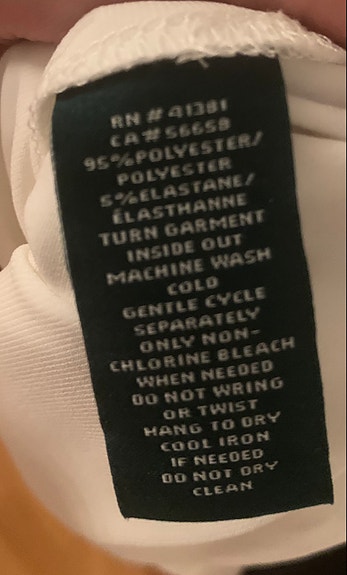 RN # 41381
CA # 56658
95%POLYESTER/
POLYESTER
5%ELASTANE/
ÉLASTHANNE
TURN GARMENT
INSIDE OUT
MACHINE WASH
COLD
GENTLE CYCLE
SEPARATELY
ONLY NON-
CHLORINE BLEACH
WHEN NEEDED
DO NOT WRING
OR TWIST
HANG TO DRY
COOL IRON
IF NEEDED
DO NOT DRY
CLEAN